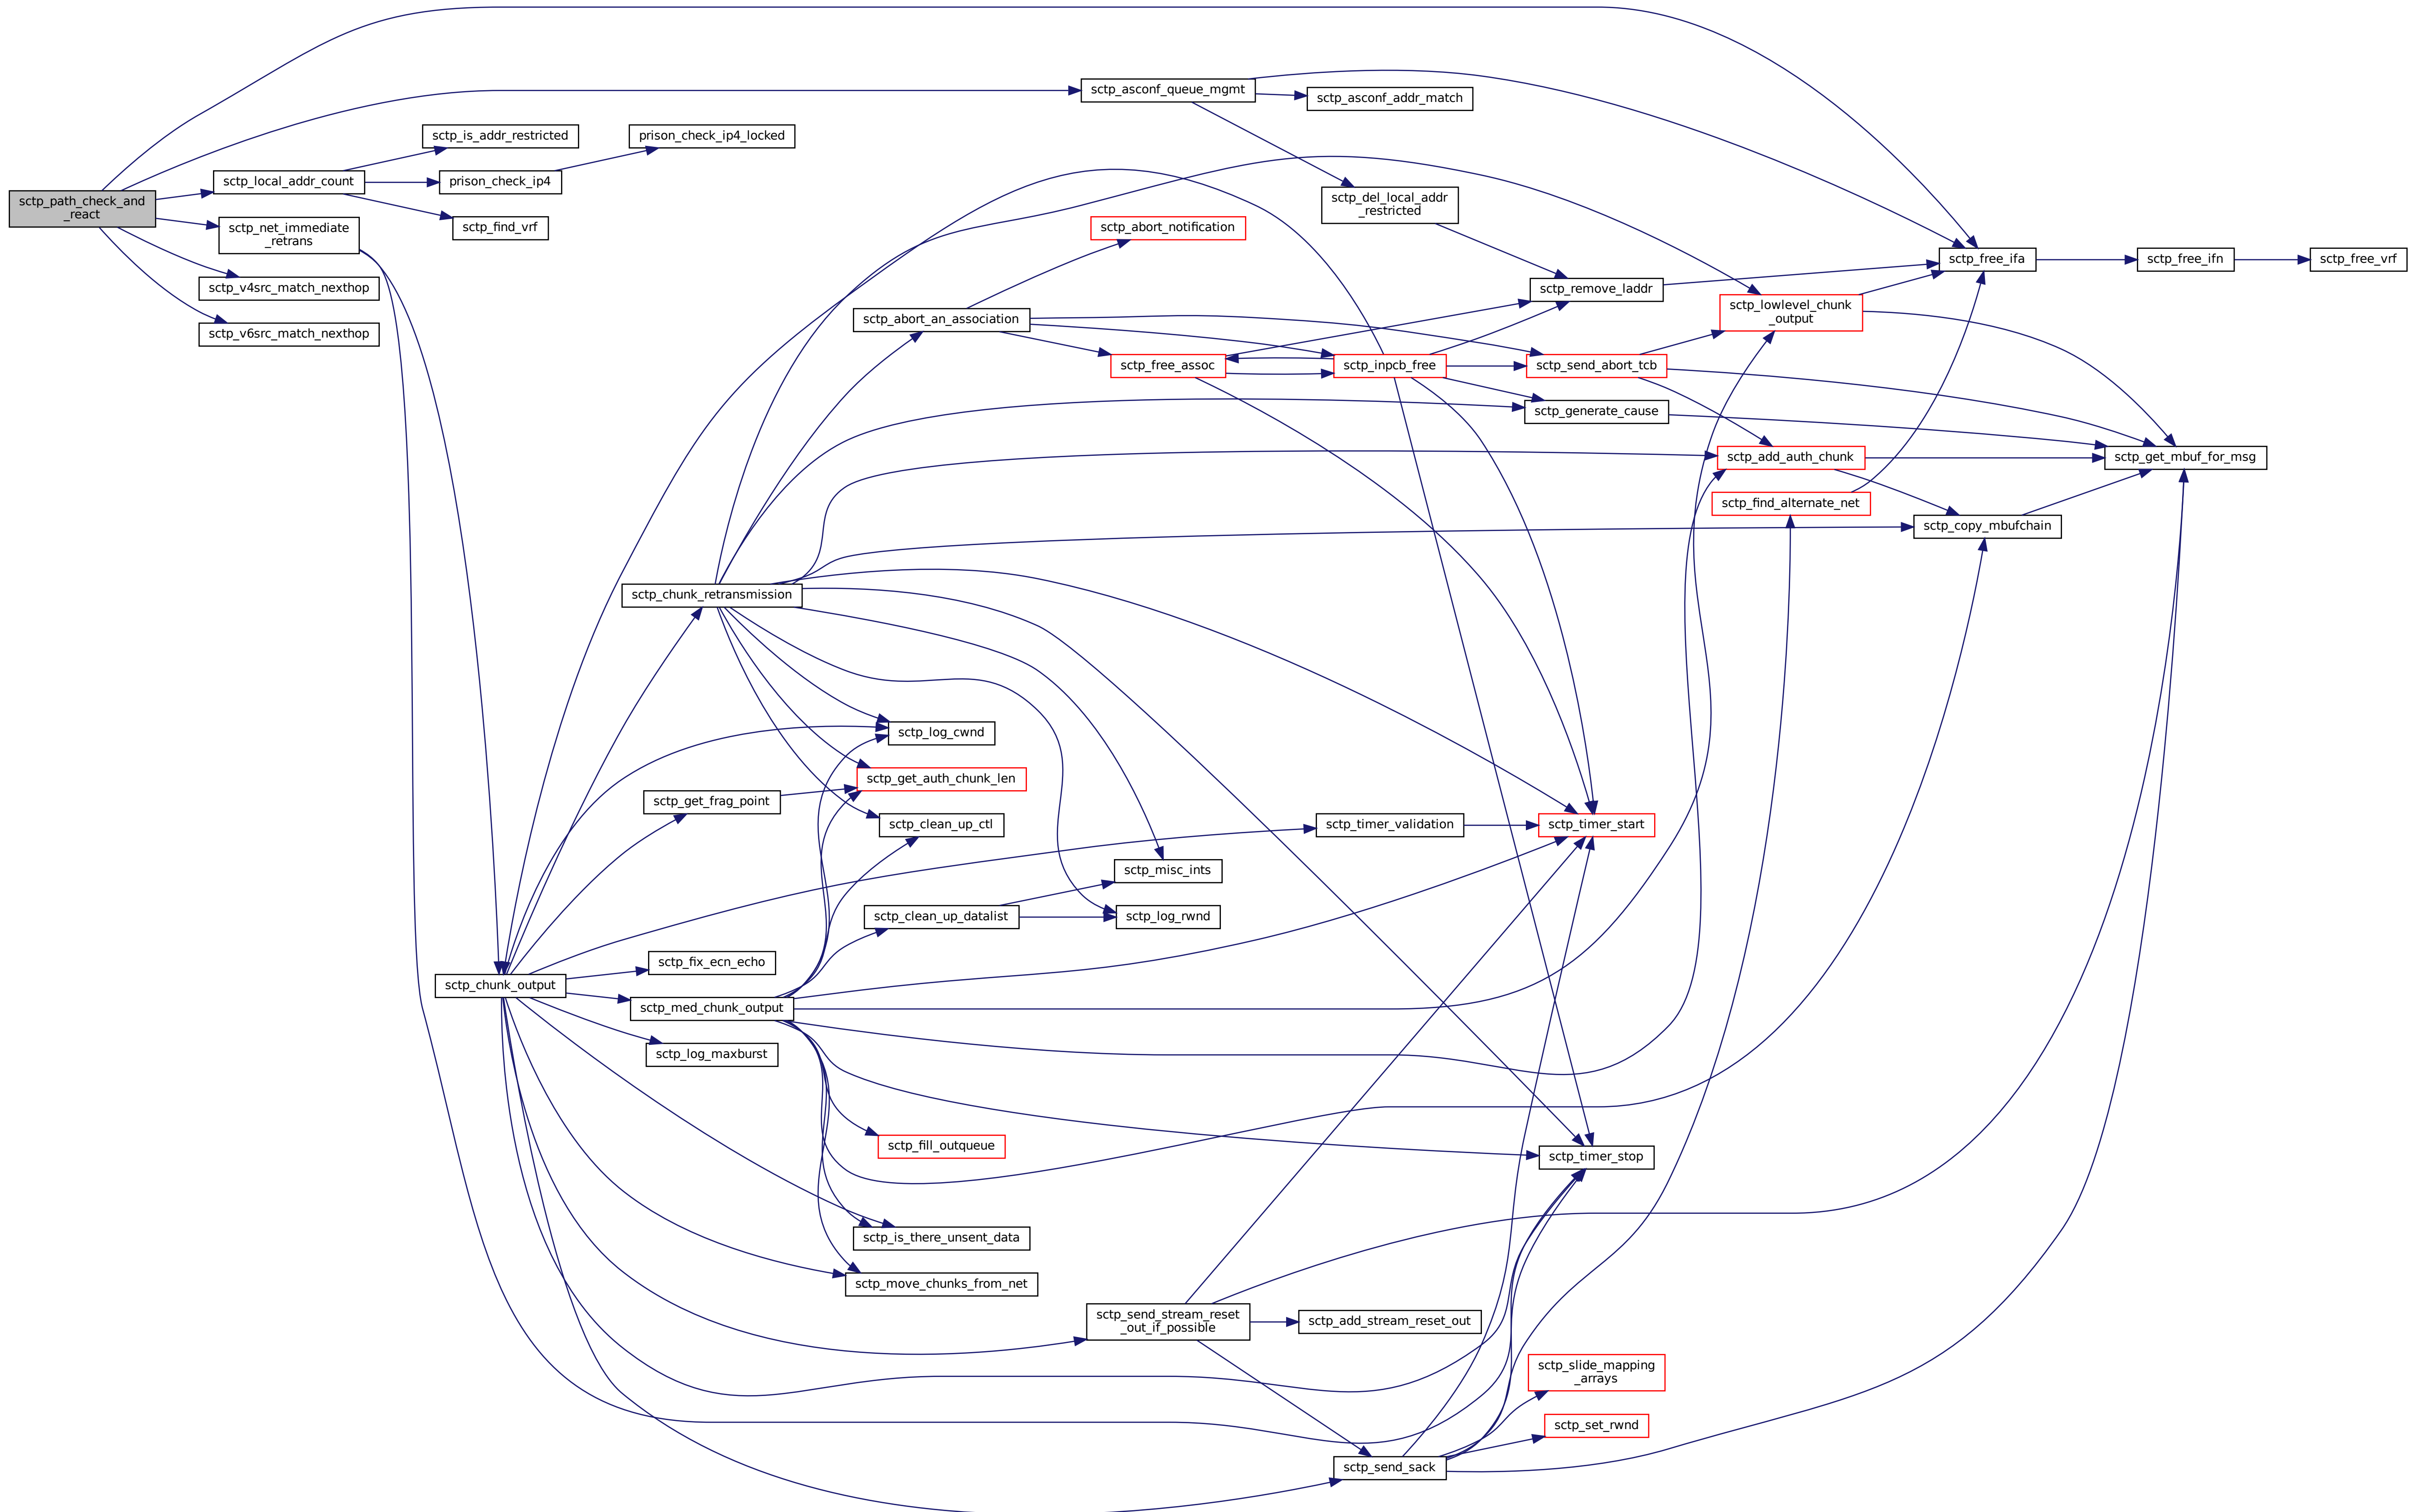 sctp_path_check_and
_react
sctp_asconf_queue_mgmt
sctp_asconf_addr_match
sctp_is_addr_restricted
prison_check_ip4_locked
sctp_local_addr_count
prison_check_ip4
sctp_find_vrf
sctp_net_immediate
_retrans
sctp_v4src_match_nexthop
sctp_v6src_match_nexthop
sctp_del_local_addr
_restricted
sctp_abort_notification
sctp_free_ifa
sctp_free_ifn
sctp_free_vrf
sctp_remove_laddr
sctp_lowlevel_chunk
_output
sctp_abort_an_association
sctp_free_assoc
sctp_inpcb_free
sctp_send_abort_tcb
sctp_generate_cause
sctp_add_auth_chunk
sctp_get_mbuf_for_msg
sctp_find_alternate_net
sctp_copy_mbufchain
sctp_chunk_retransmission
sctp_log_cwnd
sctp_get_auth_chunk_len
sctp_get_frag_point
sctp_clean_up_ctl
sctp_timer_validation
sctp_timer_start
sctp_misc_ints
sctp_clean_up_datalist
sctp_log_rwnd
sctp_fix_ecn_echo
sctp_chunk_output
sctp_med_chunk_output
sctp_log_maxburst
sctp_fill_outqueue
sctp_timer_stop
sctp_is_there_unsent_data
sctp_move_chunks_from_net
sctp_send_stream_reset
_out_if_possible
sctp_add_stream_reset_out
sctp_slide_mapping
_arrays
sctp_set_rwnd
sctp_send_sack